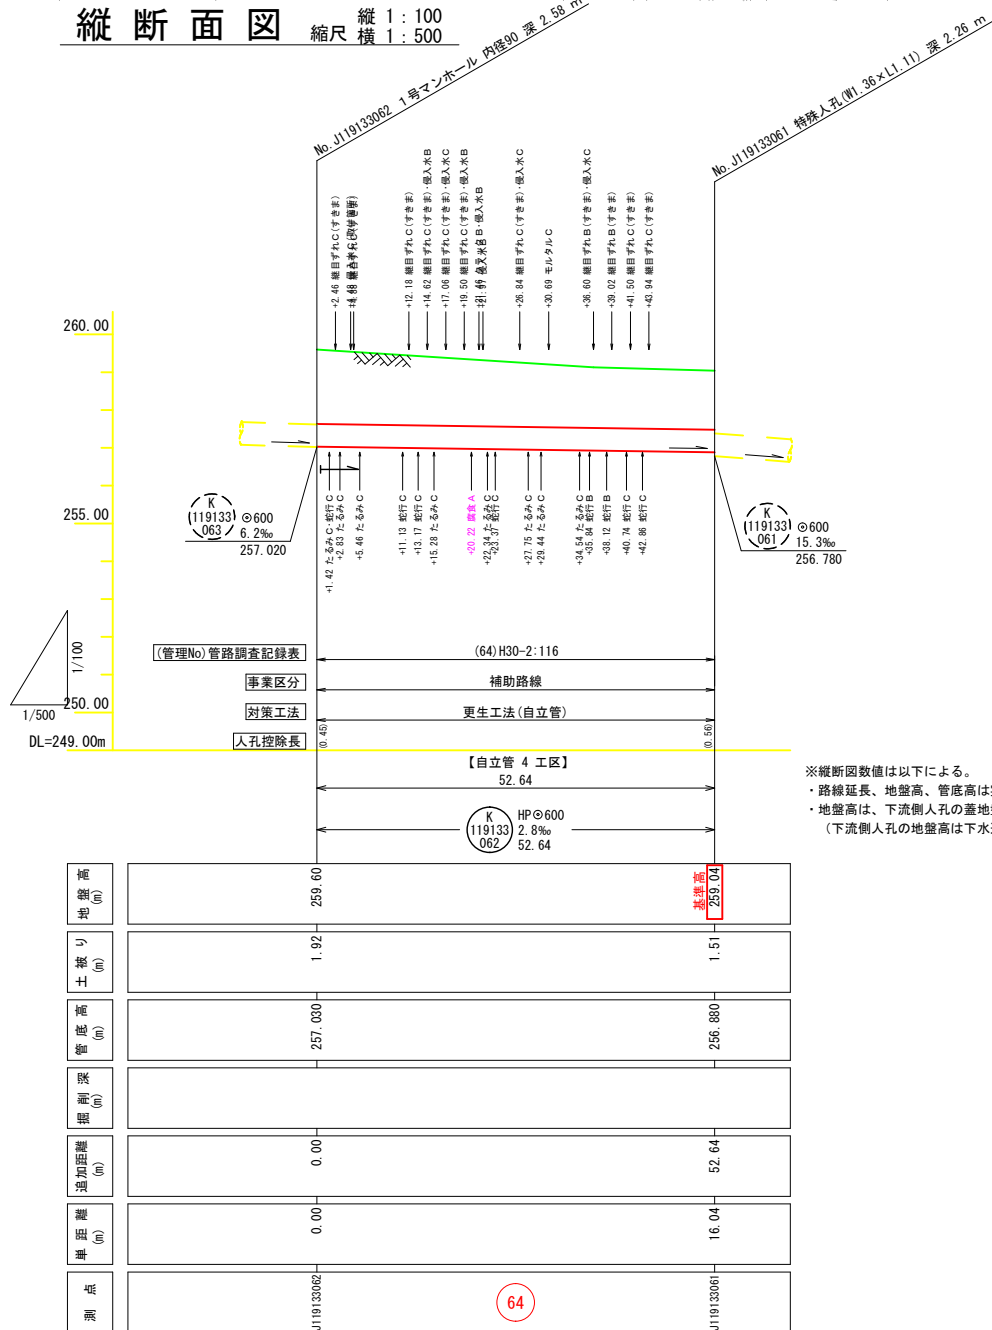 縦断面図
縮尺 縦 1:100
横 1:500
No.J119133062 1号マンホール 内径90 深 2.58 m
No.J119133061 特殊人孔(W1.36×L1.11) 深 2.26 m
+2.46 継目ずれC(すきま)
+12.18 継目ずれC(すきま)
+14.62 継目ずれC(すきま)・侵入水B
+17.06 継目ずれC(すきま)・侵入水C
+19.50 継目ずれC(すきま)・侵入水B
+21.97 侵入水B
+26.84 継目ずれC(すきま)・侵入水C
+30.69 モルタルC
+36.60 継目ずれB(すきま)・侵入水C
+39.02 継目ずれB(すきま)
+41.50 継目ずれC(すきま)
+43.94 継目ずれC(すきま)
260.00
255.00
250.00
DL=249.00m
1/100
1/500
K
119133
063
◎600
6.2‰
257.020
+1.42 たるみC・蛇行C
+2.83 たるみC
+5.46 たるみC
+11.13 蛇行C
+13.17 蛇行C
+15.28 たるみC
+20.22 腐食A
+22.34 たるみC
+23.37 蛇行C
+27.75 たるみC
+29.44 たるみC
+34.54 たるみC
+35.84 蛇行B
+38.12 蛇行B
+40.74 蛇行C
+42.86 蛇行C
K
119133
061
◎600
15.3‰
256.780
(管理No)管路調査記録表
(64)H30-2:116
事業区分
補助路線
対策工法
更生工法(自立管)
人孔控除長
(0.45)
(0.56)
【自立管 4 工区】
52.64
K
119133
062
HP◎600
2.8‰
52.64
※縦断図数値は以下による。
・路線延長、地盤高、管底高は
・地盤高は、下流側人孔の蓋地
(下流側人孔の地盤高は下水
地盤高
(m)
259.60
基準高
259.04
土被り
(m)
1.92
1.51
管底高
(m)
257.030
256.880
掘削深
(m)
追加距離
(m)
0.00
52.64
単距離
(m)
0.00
16.04
測点
J119133062
64
J119133061